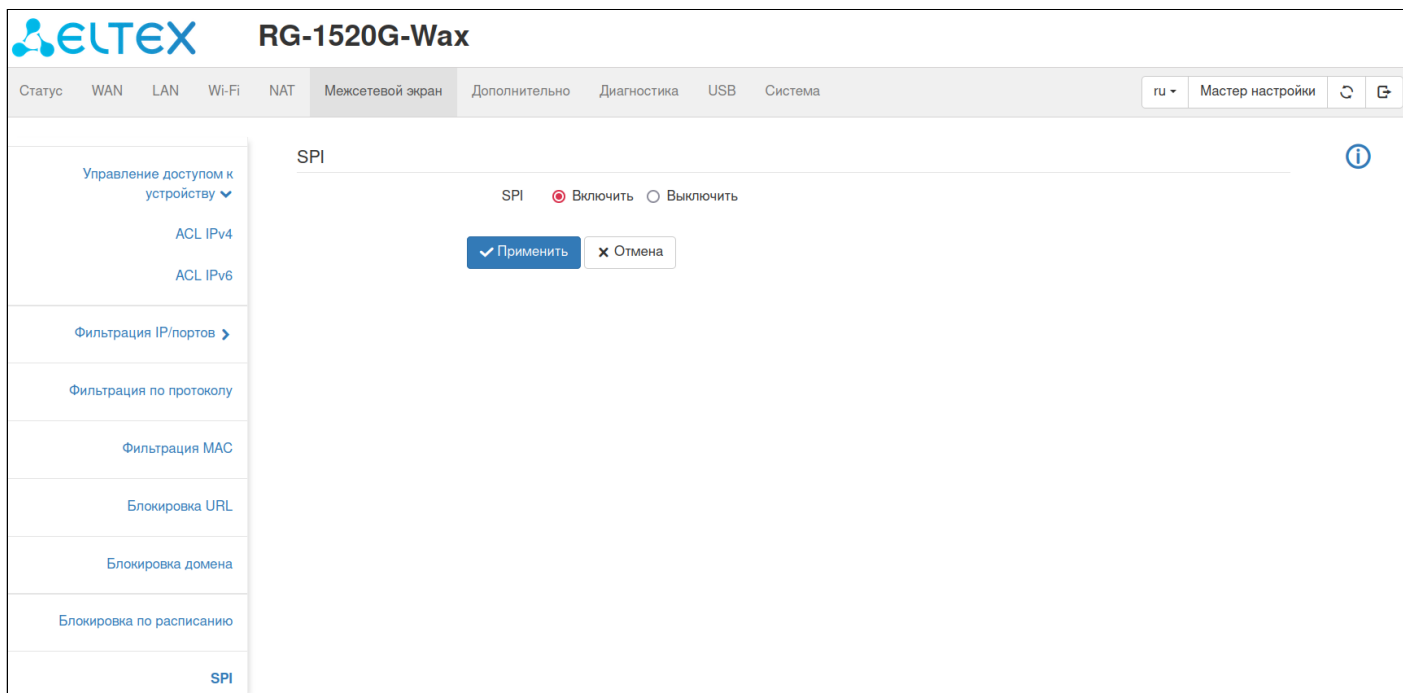 ELTEX RG-1520G-Wax
Статус WAN LAN Wi-Fi NAT Межсетевой экран Дополнительно Диагностика USB Система ru Мастер настройки
Управление доступом к
устройству
ACL IPv4
ACL IPv6
Фильтрация IP/портов
Фильтрация по протоколу
Фильтрация MAC
Блокировка URL
Блокировка домена
Блокировка по расписанию
SPI
SPI
SPI Включить Выключить
Применить Отмена